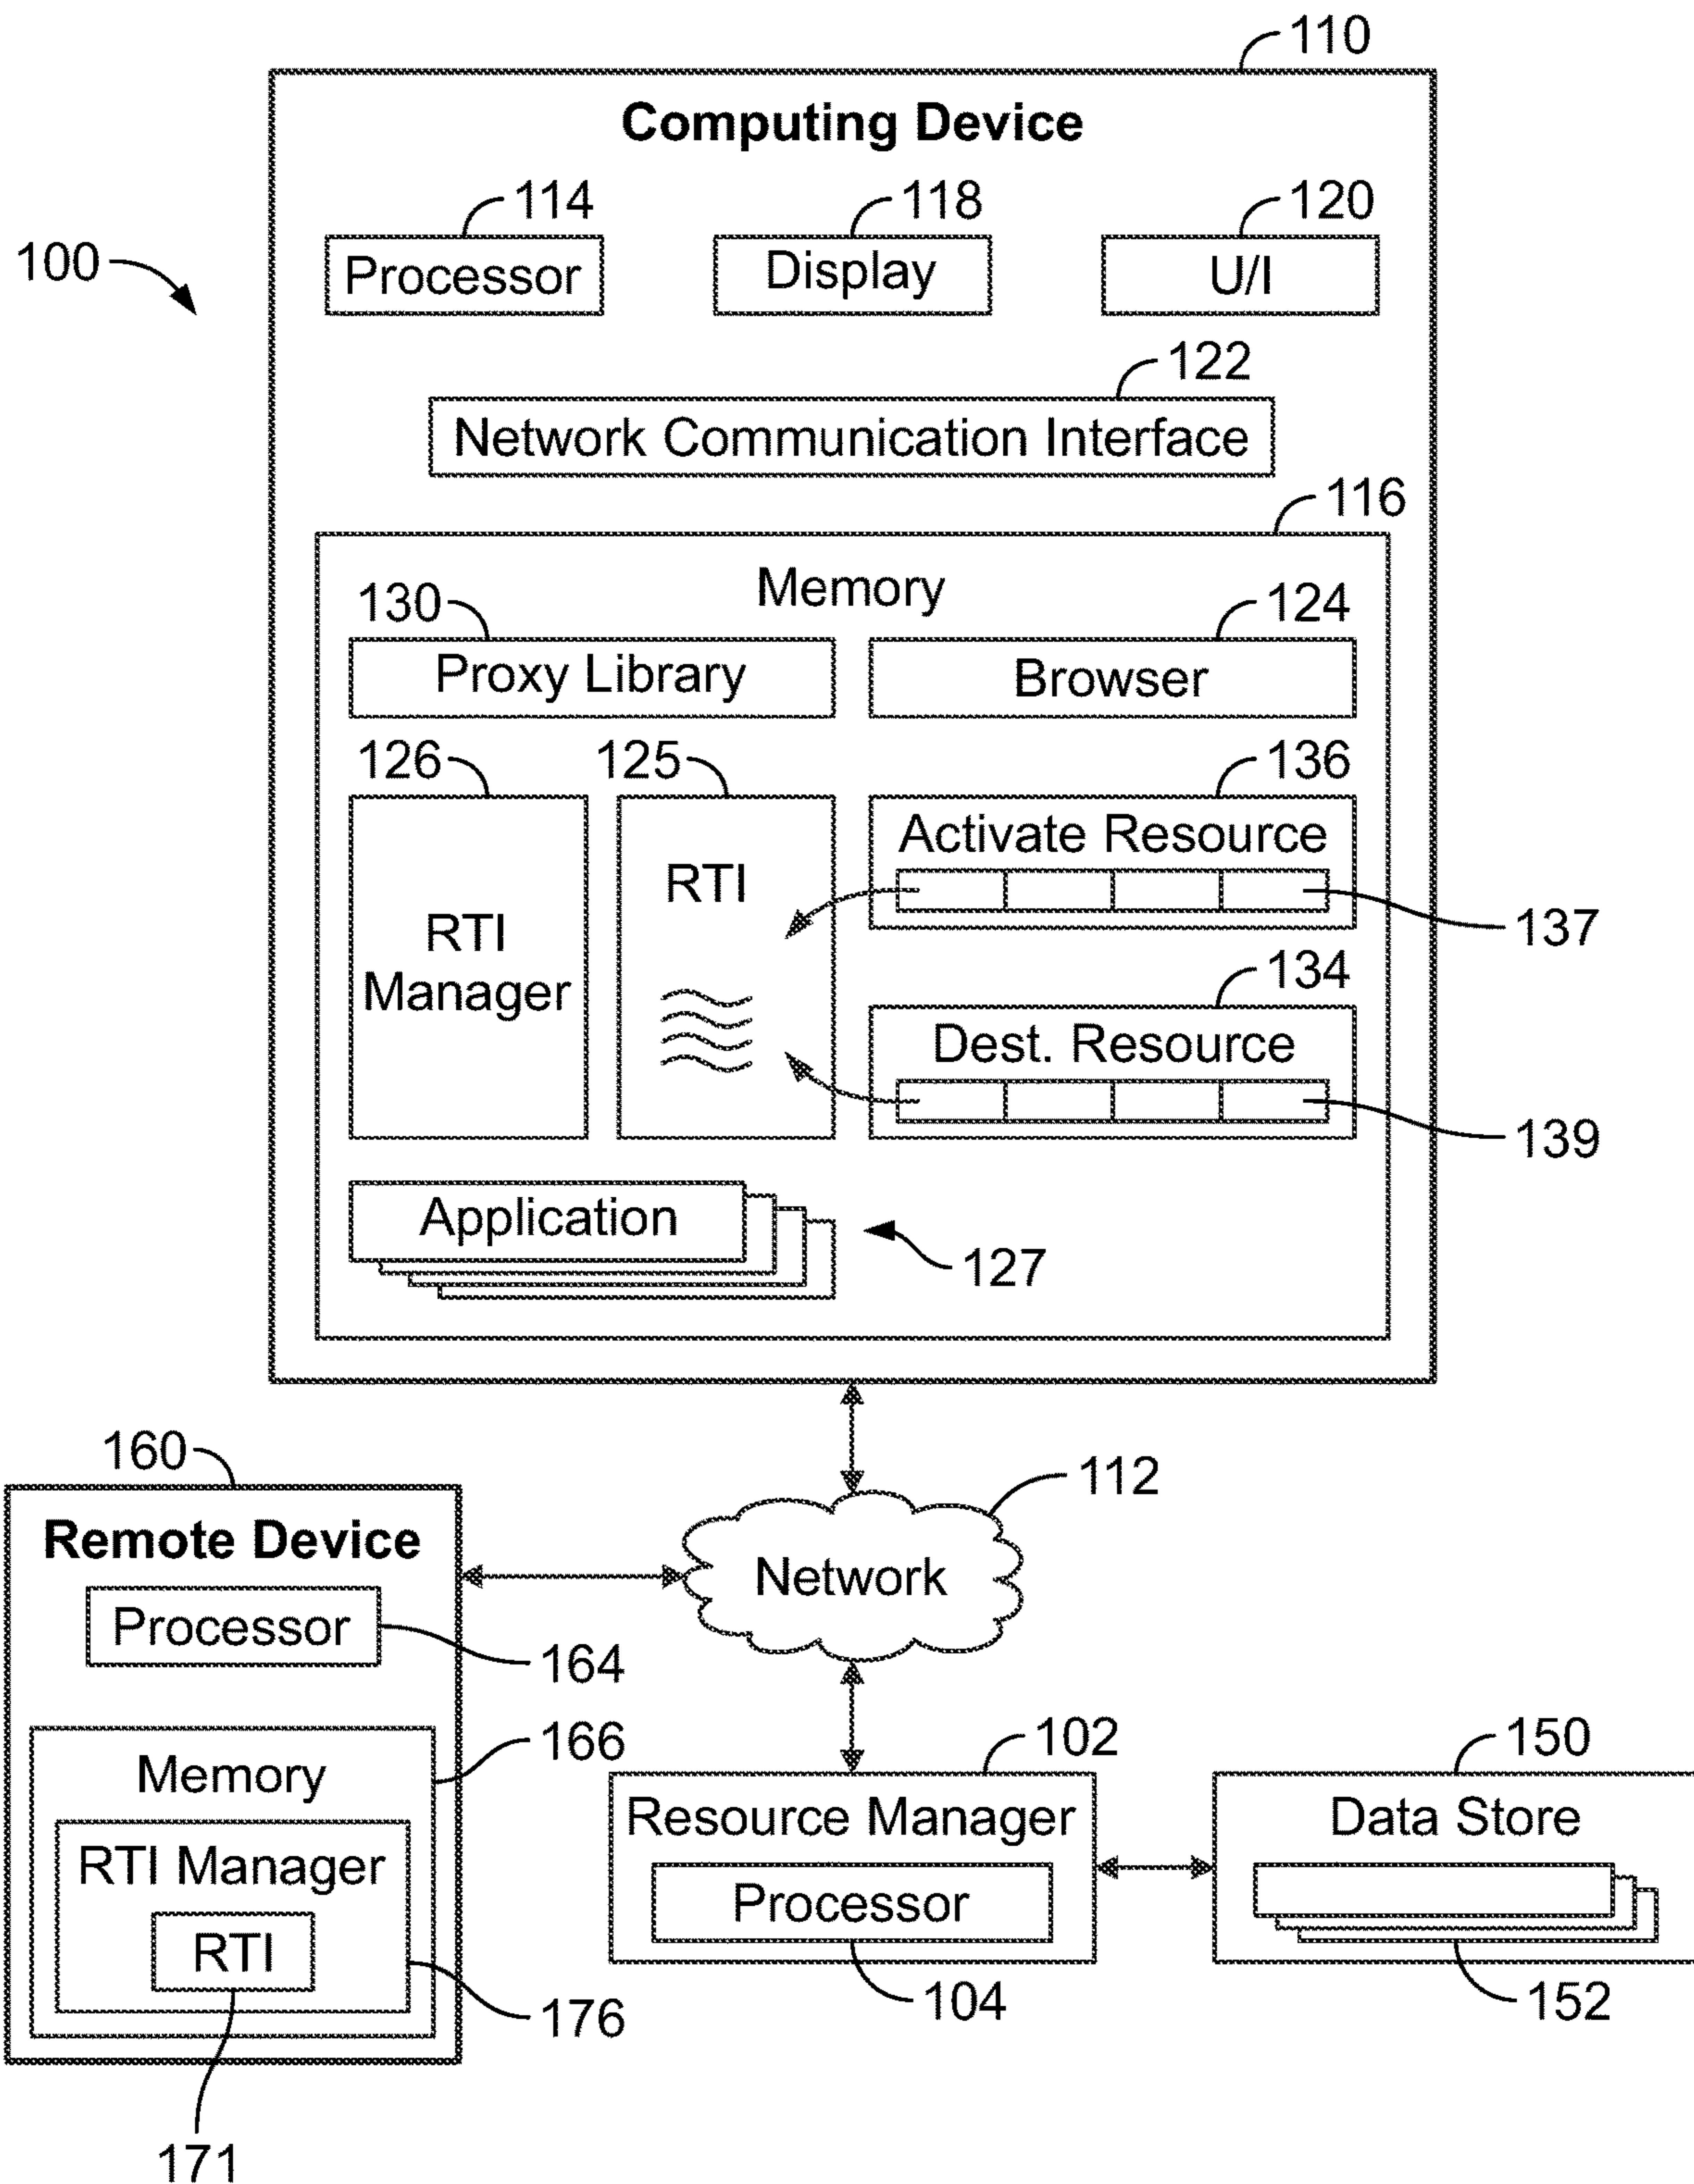 110
Computing Device
114
118
120
100
Processor
Display
U/I
122
Network Communication Interface
116
Memory
130
124
Proxy Library
Browser
126
125
136
Activate Resource
RTI
137
RTI
Manager
134
Dest. Resource
139
Application
127
160
112
Remote Device
Network
Processor
164
166
102
150
Memory
Resource Manager
Data Store
RTI Manager
Processor
RTI
176
104
152
171